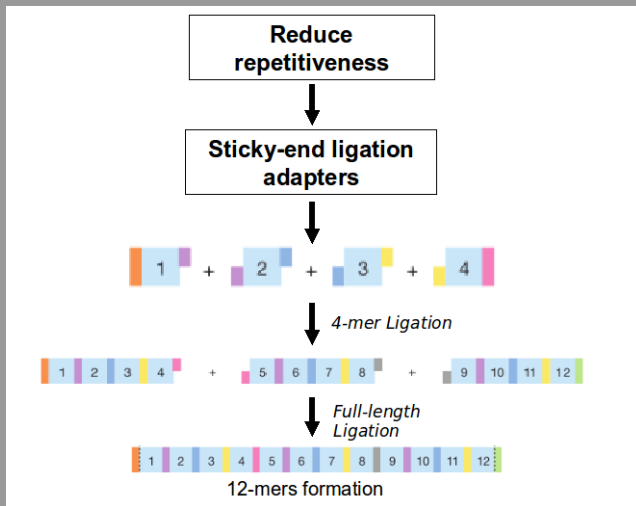 Reduce
repetitiveness
Sticky-end ligation
adapters
1 + 2 + 3 + 4
4-mer Ligation
1 2 3 4 + 5 6 7 8 + 9 10 11 12
Full-length
Ligation
1 2 3 4 5 6 7 8 9 10 11 12
12-mers formation